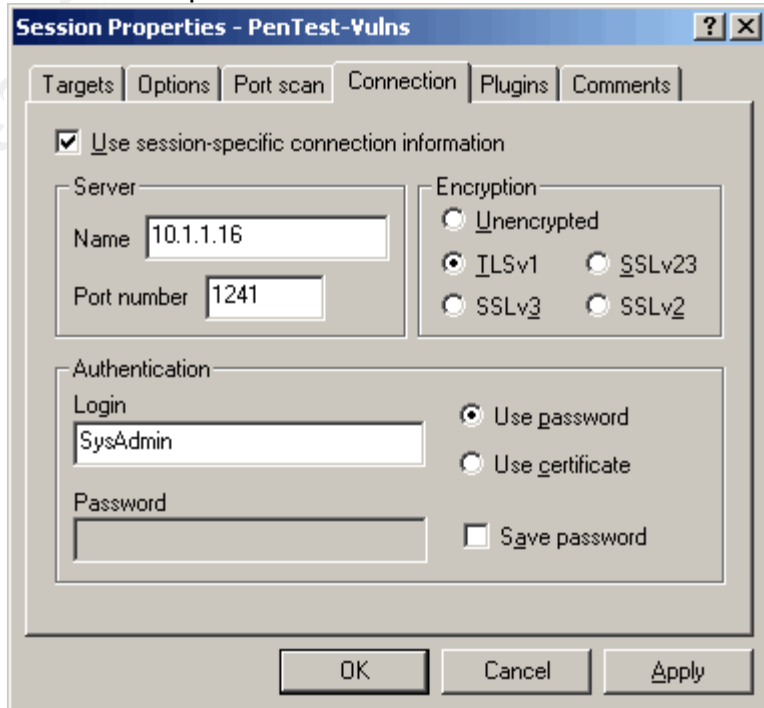 Session Properties - PenTest-Vulns
Targets Options Port scan Connection Plugins Comments
Use session-specific connection information
Server
Name 10.1.1.16
Port number 1241
Encryption
Unencrypted
TLSv1 SSLv23
SSLv3 SSLv2
Authentication
Login
SysAdmin
Password
Use password
Use certificate
Save password
OK Cancel Apply